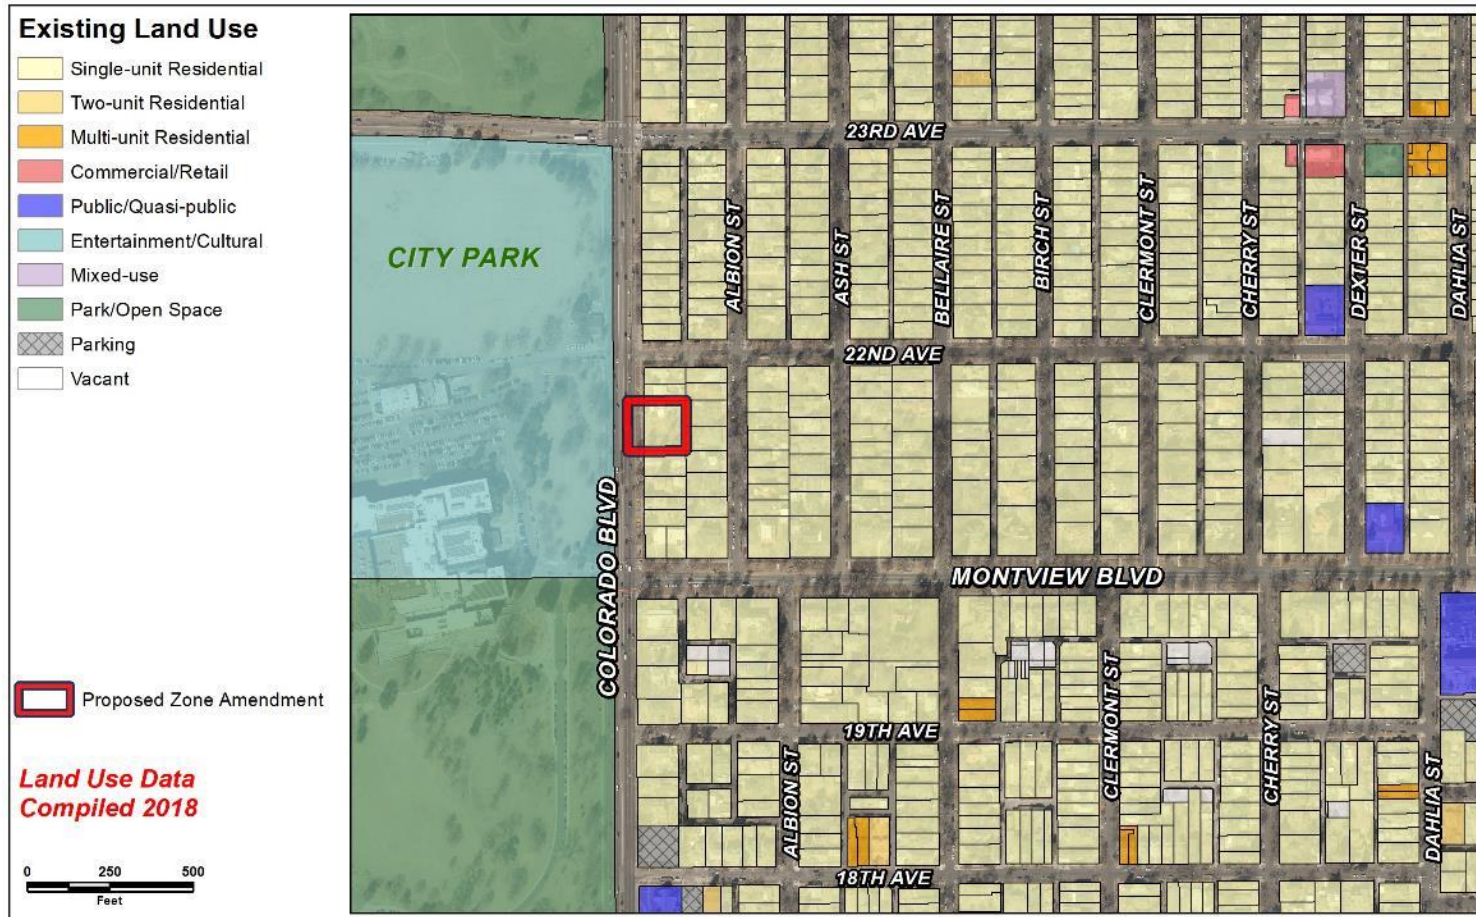 Existing Land Use
Single-unit Residential
Two-unit Residential
Multi-unit Residential
Commercial/Retail
Public/Quasi-public
Entertainment/Cultural
Mixed-use
Park/Open Space
Parking
Vacant
Proposed Zone Amendment
Land Use Data
Compiled 2018
0 250 500
Feet
23RD AVE
CITY PARK
ALBION ST
ASH ST
BELLAIRE ST
BIRCH ST
CLERMONT ST
CHERRY ST
DEXTER ST
DAHLIA ST
22ND AVE
COLORADO BLVD
MONTVIEW BLVD
CLERMONT ST
CHERRY ST
19TH AVE
ALBION ST
DAHLIA ST
18TH AVE